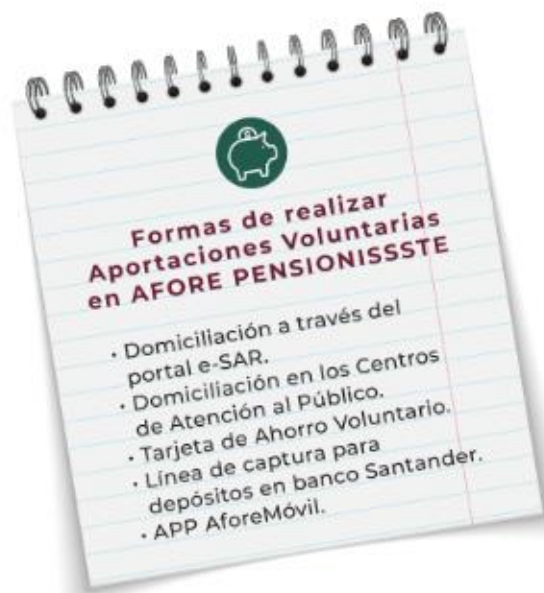 Formas de realizar
Aportaciones Voluntarias
en AFORE PENSIONISSSTE
• Domiciliación a través del
portal e-SAR.
• Domiciliación en los Centros
de Atención al Público.
• Tarjeta de Ahorro Voluntario.
• Línea de captura para
depósitos en banco Santander.
• APP AforeMóvil.